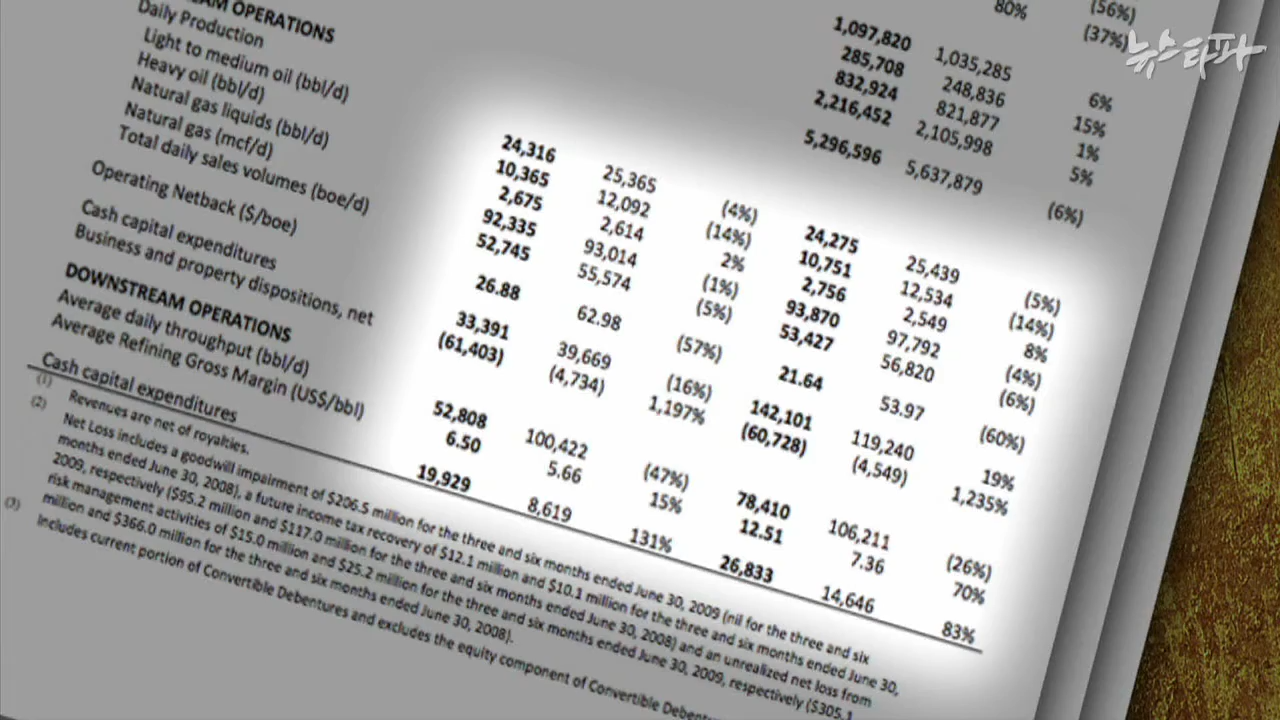 뉴스타파
80% (56%)
(37%)
1,097,820 1,035,285 6%
285,708 248,836 15%
832,924 821,877 1%
2,216,452 2,105,998 5%
5,296,596 5,637,879 (6%)
AM OPERATIONS
Daily Production
Light to medium oil (bbl/d) 24,316 25,365 (4%) 24,275 25,439 (5%)
Heavy oil (bbl/d) 10,365 12,092 (14%) 10,751 12,534 (14%)
Natural gas liquids (bbl/d) 2,675 2,614 2% 2,756 2,549 8%
Natural gas (mcf/d) 92,335 93,014 (1%) 93,870 97,792 (4%)
Total daily sales volumes (boe/d) 52,745 55,574 (5%) 53,427 56,820 (6%)
Operating Netback ($/boe) 26.88 62.98 (57%) 21.64 53.97 (60%)
Cash capital expenditures 33,391 39,669 (16%) 142,101 119,240 19%
Business and property dispositions, net (61,403) (4,734) 1,197% (60,728) (4,549) 1,235%
DOWNSTREAM OPERATIONS
Average daily throughput (bbl/d) 52,808 100,422 (47%) 78,410 106,211 (26%)
Average Refining Gross Margin (US$/bbl) 6.50 5.66 15% 12.51 7.36 70%
Cash capital expenditures 19,929 8,619 131% 26,833 14,646 83%
(1) Revenues are net of royalties.
(2) Net Loss includes a goodwill impairment of $206.5 million for the three and six months ended June 30, 2009 (nil for the three and six
months ended June 30, 2008), a future income tax recovery of $12.1 million and $10.1 million for the three and six months ended June 30,
2009, respectively ($95.2 million and $117.0 million for the three and six months ended June 30, 2008) and an unrealized net loss from
risk management activities of $15.0 million and $25.2 million for the three and six months ended June 30, 2009, respectively ($305.1
million and $366.0 million for the three and six months ended June 30, 2008).
(3) Includes current portion of Convertible Debentures and excludes the equity component of Convertible